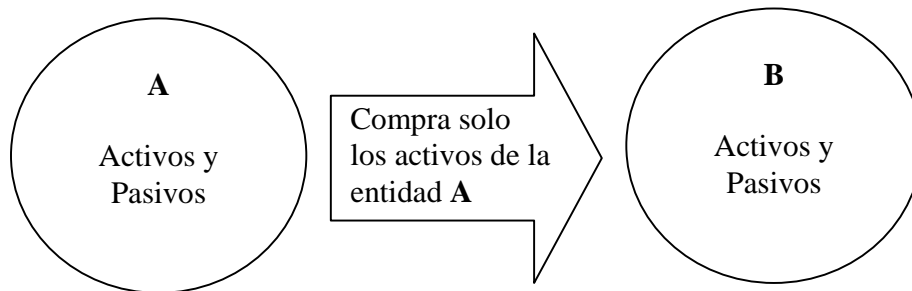 A
Activos y
Pasivos
Compra solo
los activos de la
entidad A
B
Activos y
Pasivos